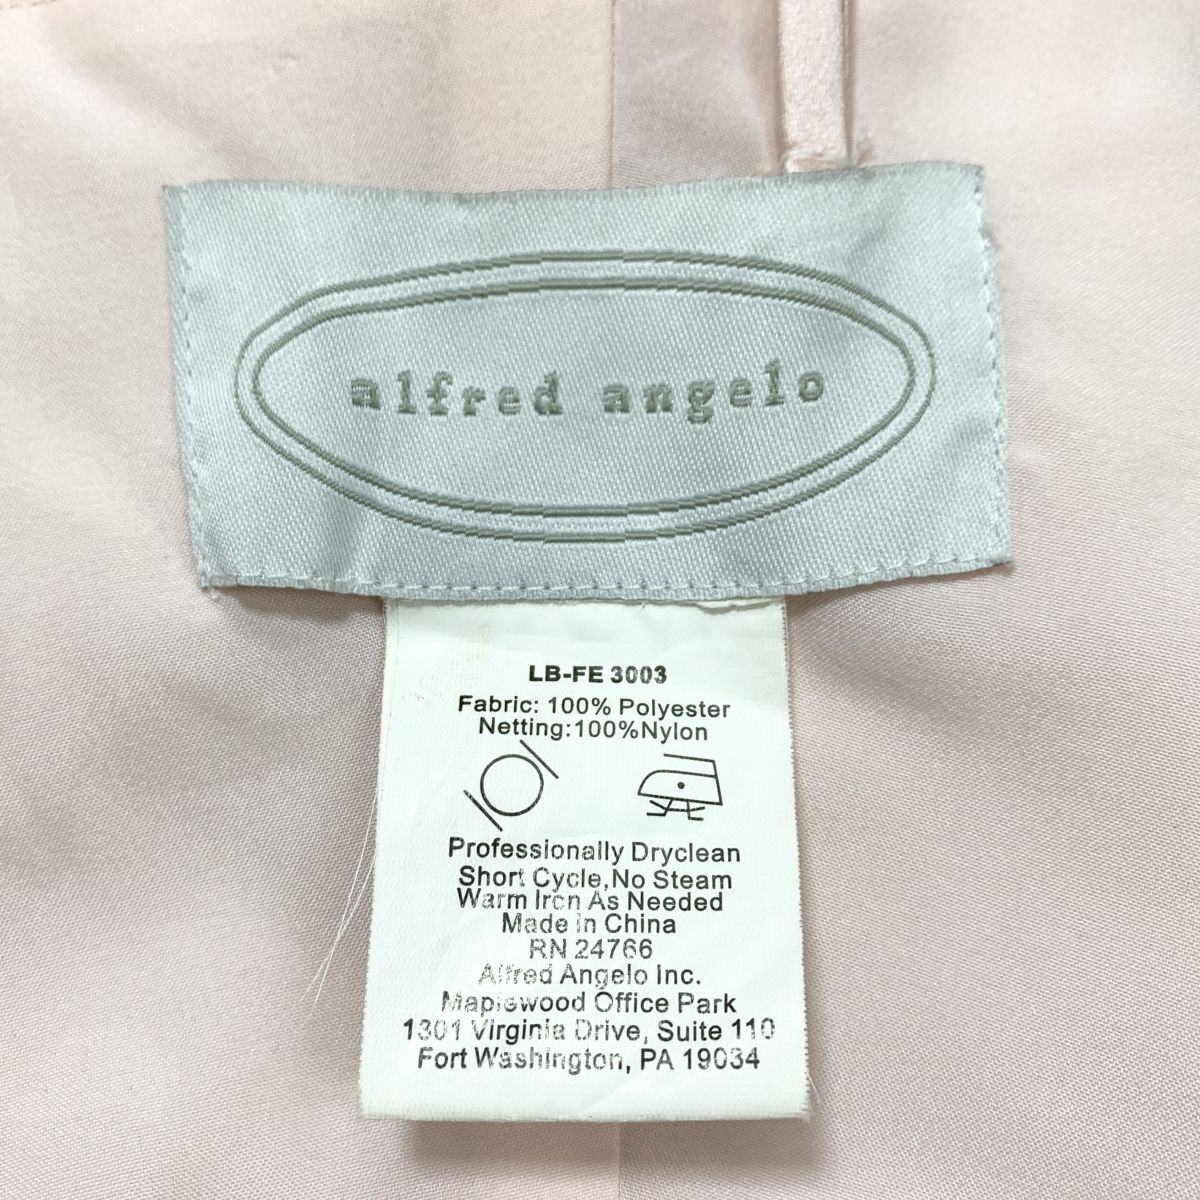 alfred angelo
LB-FE 3003
Fabric: 100% Polyester
Netting:100%Nylon
Professionally Dryclean
Short Cycle,No Steam
Warm Iron As Needed
Made in China
RN 24766
Alfred Angelo Inc.
Maplewood Office Park
1301 Virginia Drive, Suite 110
Fort Washington, PA 19034